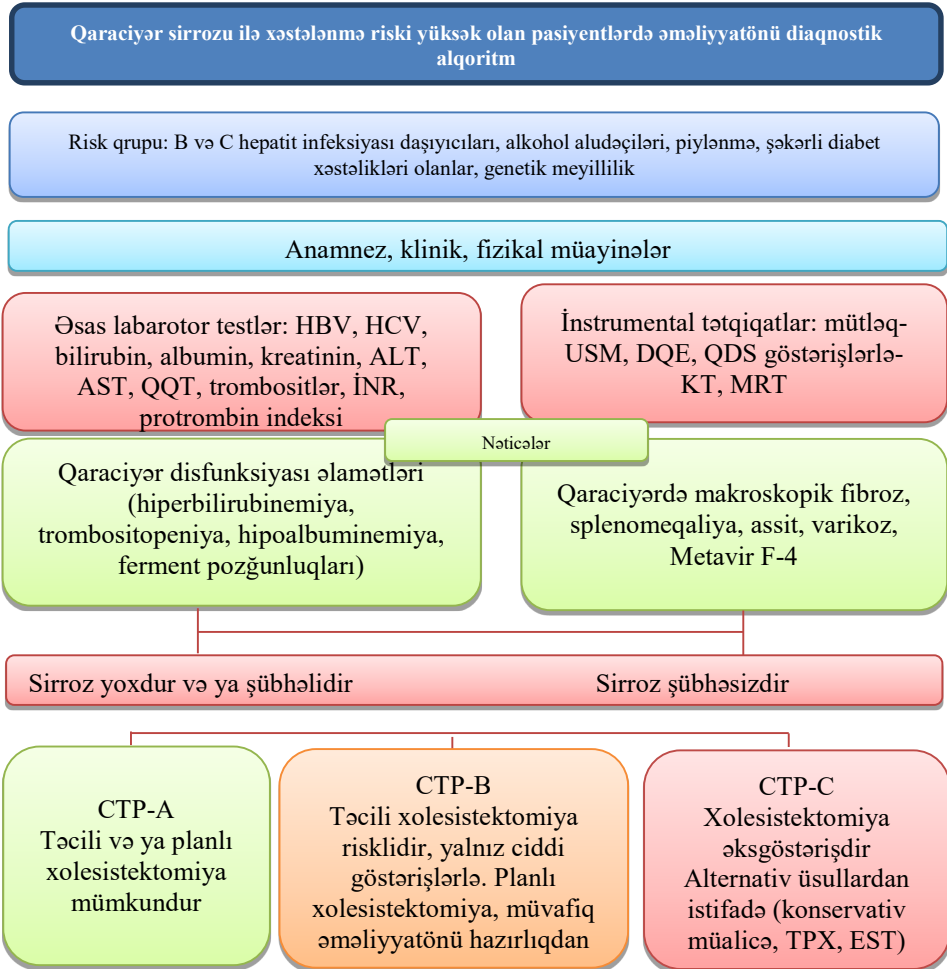 Qaraciyər sirrozu ilə xəstələnmə riski yüksək olan pasiyentlərdə əməliyyatönü diaqnostik
alqoritm
Risk qrupu: B və C hepatit infeksiyası daşıyıcıları, alkohol aludəçiləri, piylənmə, şəkərli diabet
xəstəlikləri olanlar, genetik meyillilik
Anamnez, klinik, fizikal müayinələr
Əsas labarotor testlər: HBV, HCV,
bilirubin, albumin, kreatinin, ALT,
AST, QQT, trombositlər, İNR,
protrombin indeksi
İnstrumental tətqiqatlar: mütləq-
USM, DQE, QDS göstərişlərlə-
KT, MRT
Nəticələr
Qaraciyər disfunksiyası əlamətləri
(hiperbilirubinemiya,
trombositopeniya, hipoalbuminemiya,
ferment pozğunluqları)
Qaraciyərdə makroskopik fibroz,
splenomeqaliya, assit, varikoz,
Metavir F-4
Sirroz yoxdur və ya şübhəlidir
Sirroz şübhəsizdir
CTP-A
Təcili və ya planlı
xolesistektomiya
mümkundur
CTP-B
Təcili xolesistektomiya
risklidir, yalnız ciddi
göstərişlərlə. Planlı
xolesistektomiya, müvafiq
əməliyyatönü hazırlıqdan
CTP-C
Xolesistektomiya
əksgöstərişdir
Alternativ üsullardan
istifadə (konservativ
müalicə, TPX, EST)